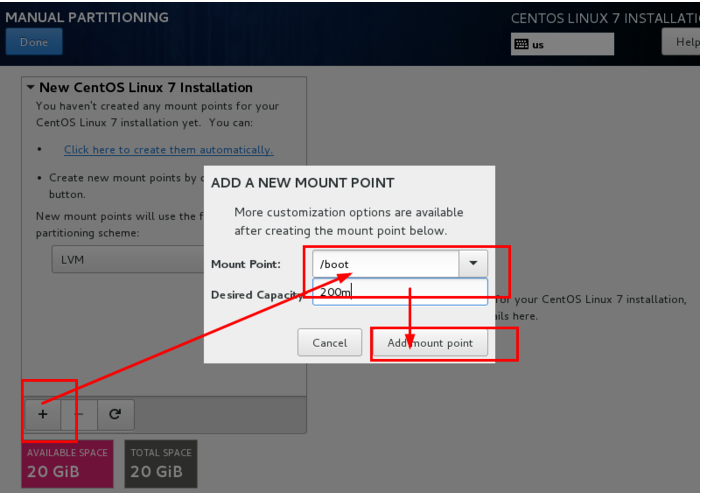 MANUAL PARTITIONING
CENTOS LINUX 7 INSTALLATI
Done
us
Help
New CentOS Linux 7 Installation
You haven't created any mount points for your
CentOS Linux 7 installation yet. You can:
• Click here to create them automatically.
• Create new mount points by c
button.
New mount points will use the f
partitioning scheme:
LVM
ADD A NEW MOUNT POINT
More customization options are available
after creating the mount point below.
Mount Point:
/boot
Desired Capacity
200m
Cancel
Add mount point
for your CentOS Linux 7 installation,
ails here.
+
-
AVAILABLE SPACE
20 GiB
TOTAL SPACE
20 GiB